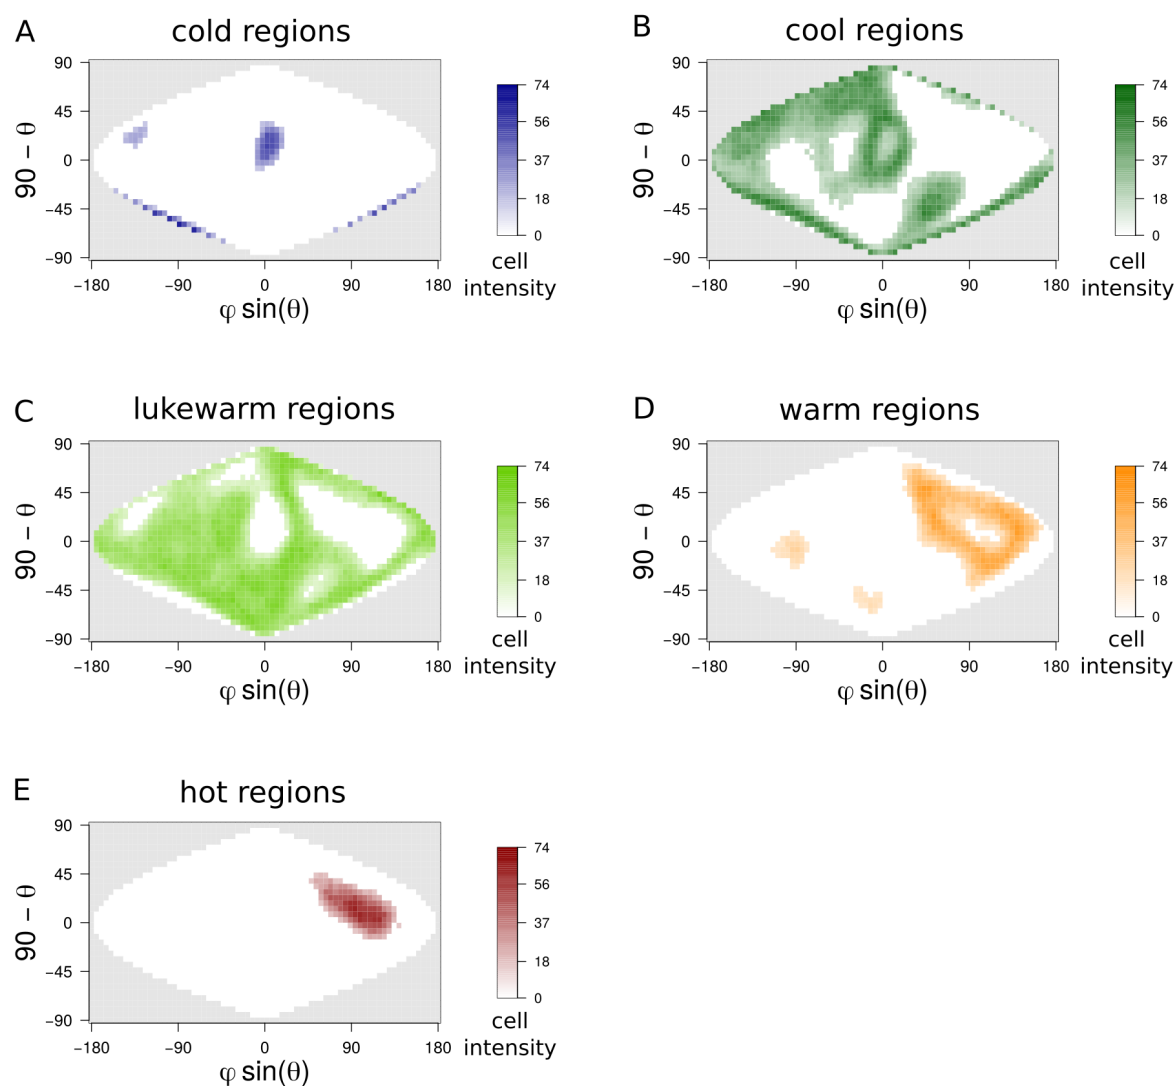 A
cold regions
90
45
0
−45
−90
90 − θ
−180
−90
0
90
180
φ sin(θ)
74
56
37
18
0
cell
intensity
B
cool regions
90
45
0
−45
−90
90 − θ
−180
−90
0
90
180
φ sin(θ)
74
56
37
18
0
cell
intensity
C
lukewarm regions
90
45
0
−45
−90
90 − θ
−180
−90
0
90
180
φ sin(θ)
74
56
37
18
0
cell
intensity
D
warm regions
90
45
0
−45
−90
90 − θ
−180
−90
0
90
180
φ sin(θ)
74
56
37
18
0
cell
intensity
E
hot regions
90
45
0
−45
−90
90 − θ
−180
−90
0
90
180
φ sin(θ)
74
56
37
18
0
cell
intensity